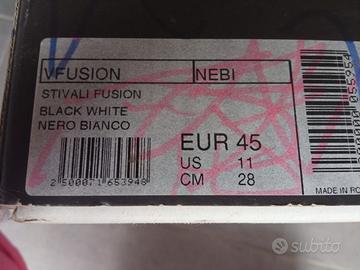 VFUSION NEBI
STIVALI FUSION
BLACK WHITE
NERO BIANCO
EUR 45
US 11
CM 28
2 500071 653948
MADE IN RO
subito